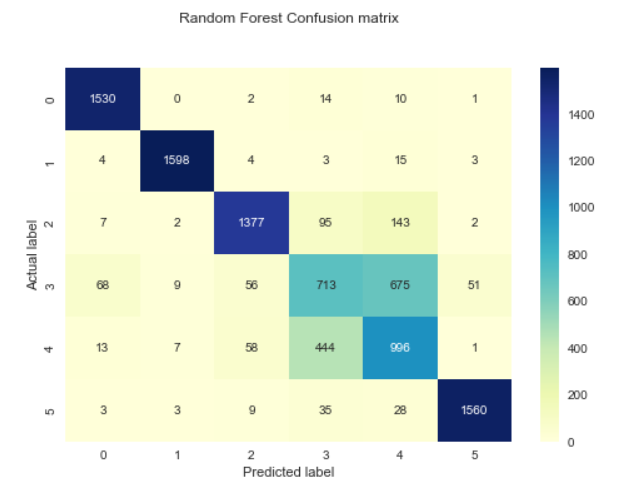 Random Forest Confusion matrix
0 1530 0 2 14 10 1
1 4 1598 4 3 15 3
2 7 2 1377 95 143 2
3 68 9 56 713 675 51
4 13 7 58 444 996 1
5 3 3 9 35 28 1560
0 1 2 3 4 5
Actual label
Predicted label
1400
1200
1000
800
600
400
200
0